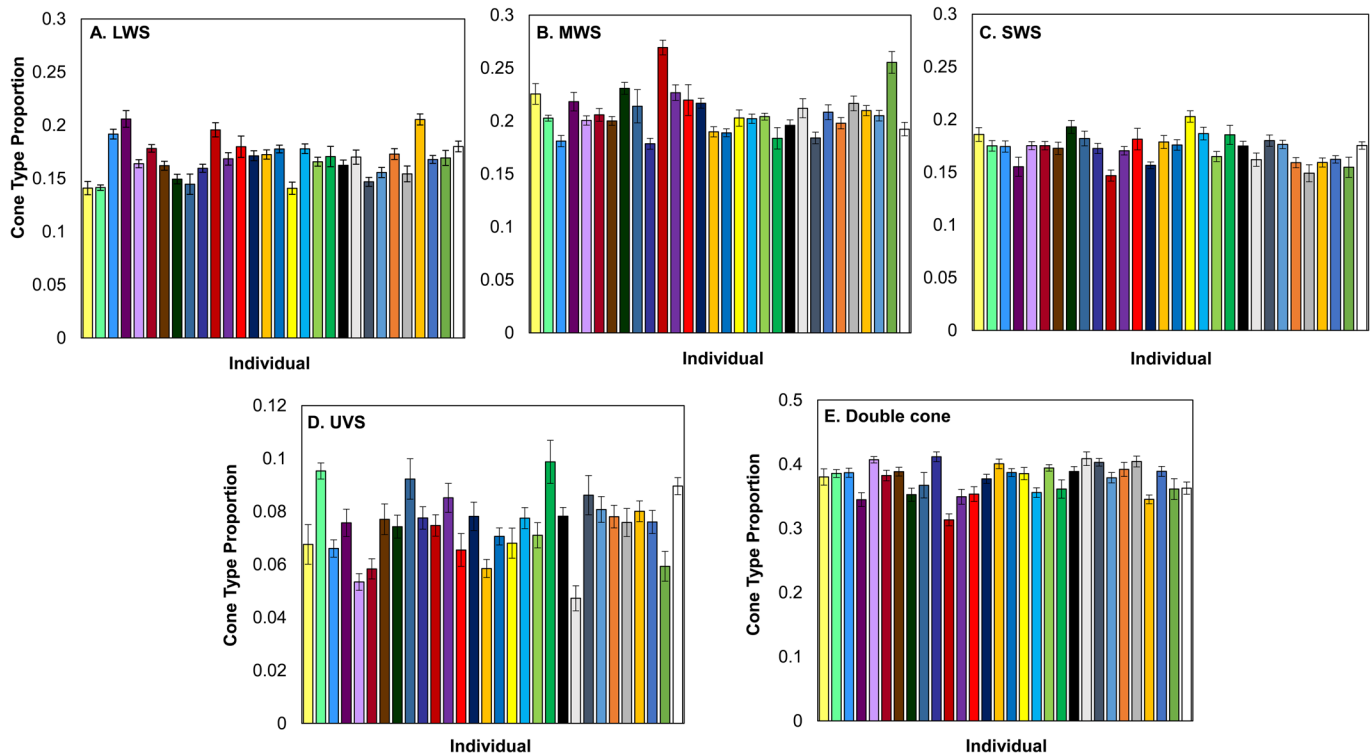 A. LWS
Cone Type Proportion
0.3
0.25
0.2
0.15
0.1
0.05
0
Individual
B. MWS
0.3
0.25
0.2
0.15
0.1
0.05
0
Individual
C. SWS
0.3
0.25
0.2
0.15
0.1
0.05
0
Individual
D. UVS
Cone Type Proportion
0.12
0.1
0.08
0.06
0.04
0.02
0
Individual
E. Double cone
Cone Type Proportion
0.5
0.4
0.3
0.2
0.1
0
Individual